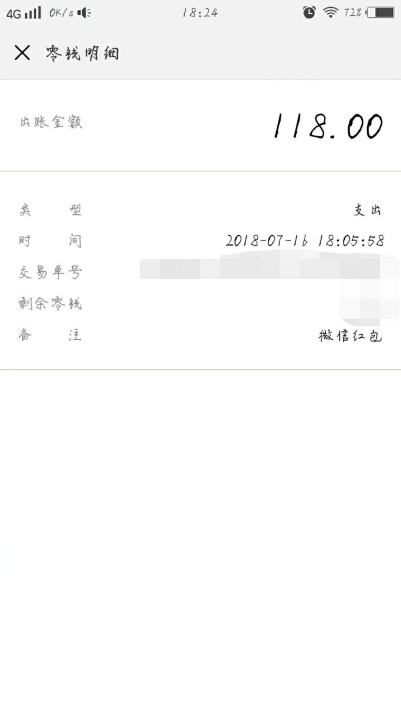 4G 0K/s 18:24 72%
零钱明细
出账金额 118.00
类型 支出
时间 2018-07-16 18:05:58
交易单号
剩余零钱
备注 微信红包